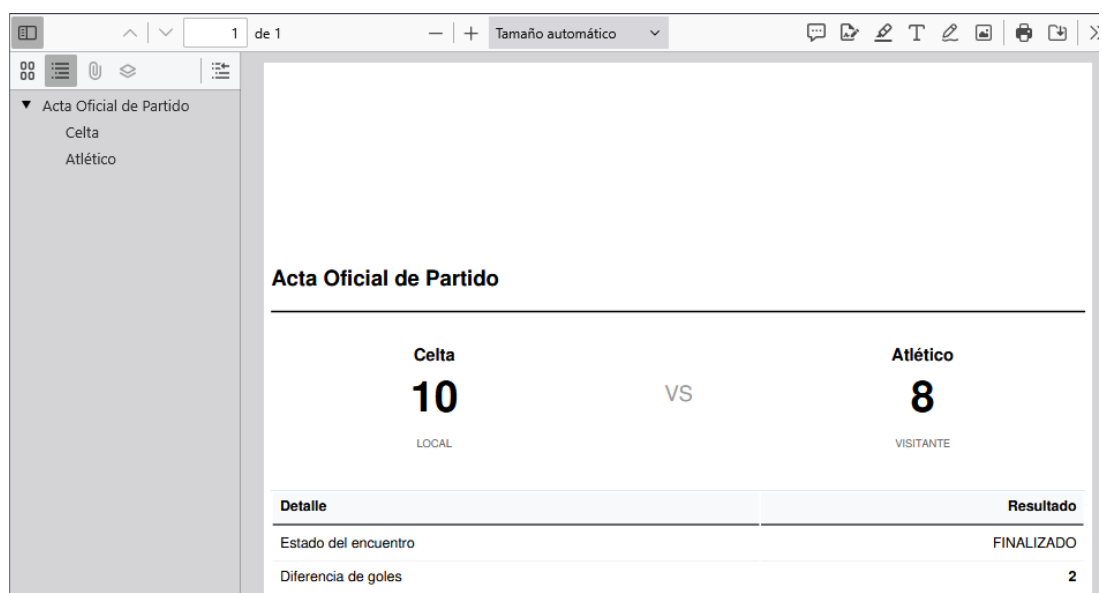 1 de 1 Tamaño automático
Acta Oficial de Partido
Celta
Atlético
Acta Oficial de Partido
Celta Atlético
10 VS 8
LOCAL VISITANTE
Detalle Resultado
Estado del encuentro FINALIZADO
Diferencia de goles 2